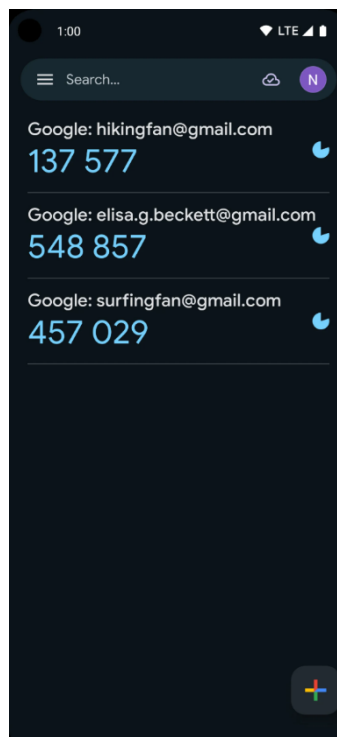 1:00 LTE
Search... N
Google: hikingfan@gmail.com
137 577
Google: elisa.g.beckett@gmail.com
548 857
Google: surfingfan@gmail.com
457 029